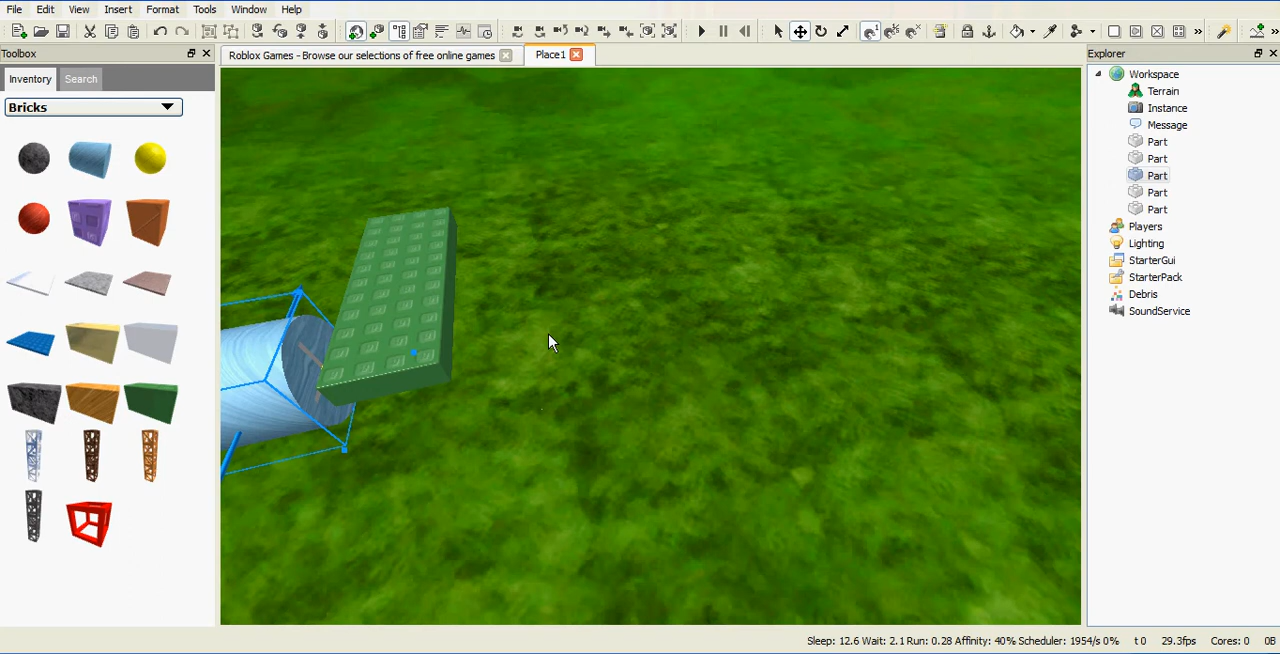 File Edit View Insert Format Tools Window Help
Toolbox
Roblox Games - Browse our selections of free online games
Place1
Explorer
Inventory
Search
Bricks
Workspace
Terrain
Instance
Message
Part
Part
Part
Part
Part
Players
Lighting
StarterGui
StarterPack
Debris
SoundService
Sleep: 12.6 Wait: 2.1 Run: 0.28 Affinity: 40% Scheduler: 1954/s 0% t 0 29.3fps Cores: 0 0B